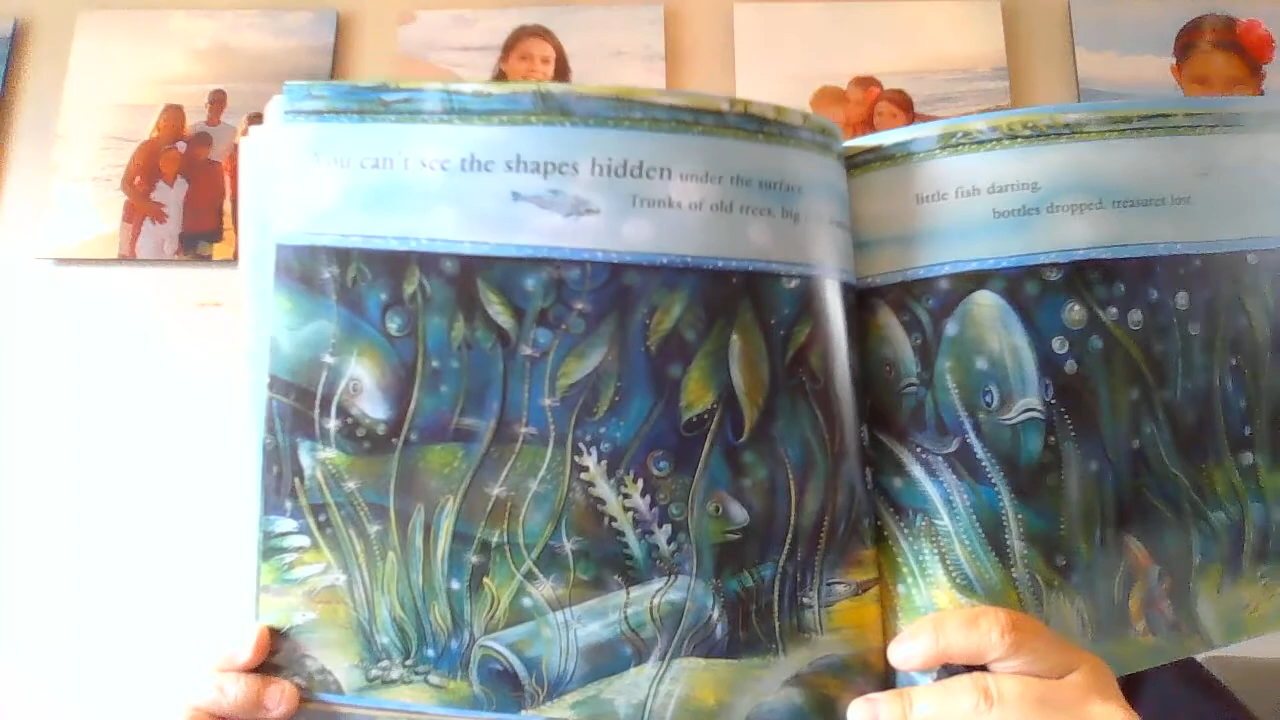 You can't see the shapes hidden under the surface
Trunks of old trees, big
little fish darting,
bottles dropped, treasures lost